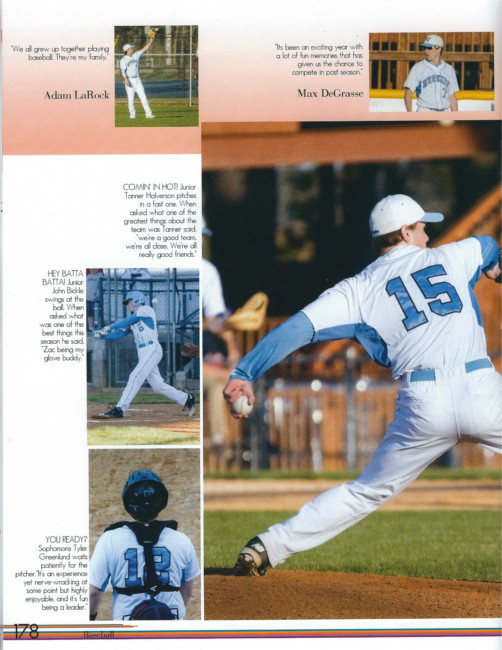 "We all grew up together playing
baseball. They're my family."
Adam LaRock
"Its been an exciting year with
a lot of fun memories that has
given us the chance to
compete in post season."
Max DeGrasse
COMIN' IN HOT! Junior
Tanner Halverson pitches
in a fast one. When
asked what one of the
greatest things about the
team was Tanner said,
"we're a good team,
we're all close. We're all
really good friends."
HEY BATTA
BATTA! Junior
John Bickle
swings at the
ball. When
asked what
was one of the
best things this
season he said,
"Zac being my
glove buddy."
YOU READY?
Sophomore Tyler
Greenlund waits
patiently for the
pitcher."It's an experience
yet nerve-wracking at
some point but highly
enjoyable, and it's fun
being a leader."
15
7
178
Baseball